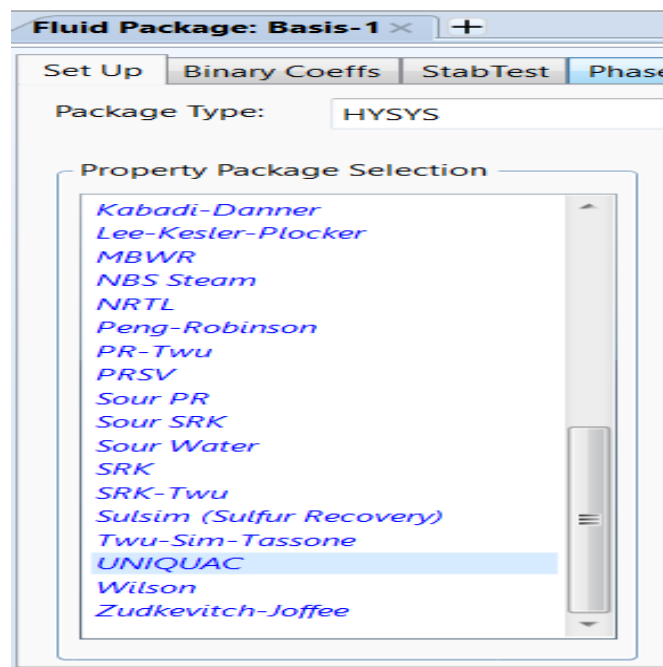 Fluid Package: Basis-1
Set Up Binary Coeffs StabTest Phase
Package Type: HYSYS
Property Package Selection
Kabadi-Danner
Lee-Kesler-Plocker
MBWR
NBS Steam
NRTL
Peng-Robinson
PR-Twu
PRSV
Sour PR
Sour SRK
Sour Water
SRK
SRK-Twu
Sulsim (Sulfur Recovery)
Twu-Sim-Tassone
UNIQUAC
Wilson
Zudkevitch-Joffee